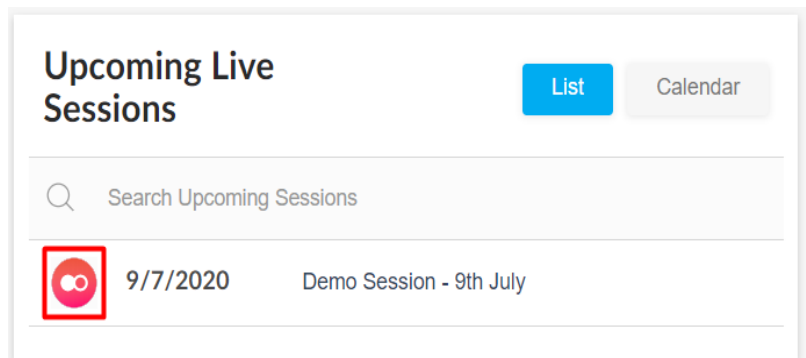 Upcoming Live
Sessions
List
Calendar
Search Upcoming Sessions
9/7/2020 Demo Session - 9th July